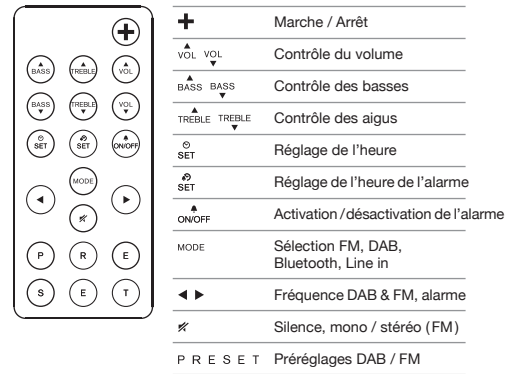 BASS TREBLE VOL
BASS TREBLE VOL
SET SET ON/OFF
MODE
P R E
S E T
Marche / Arrêt
VOL VOL Contrôle du volume
BASS BASS Contrôle des basses
TREBLE TREBLE Contrôle des aigus
SET Réglage de l'heure
SET Réglage de l'heure de l'alarme
ON/OFF Activation/désactivation de l'alarme
MODE Sélection FM, DAB,
Bluetooth, Line in
Fréquence DAB & FM, alarme
Silence, mono / stéréo (FM)
P R E S E T Préréglages DAB / FM